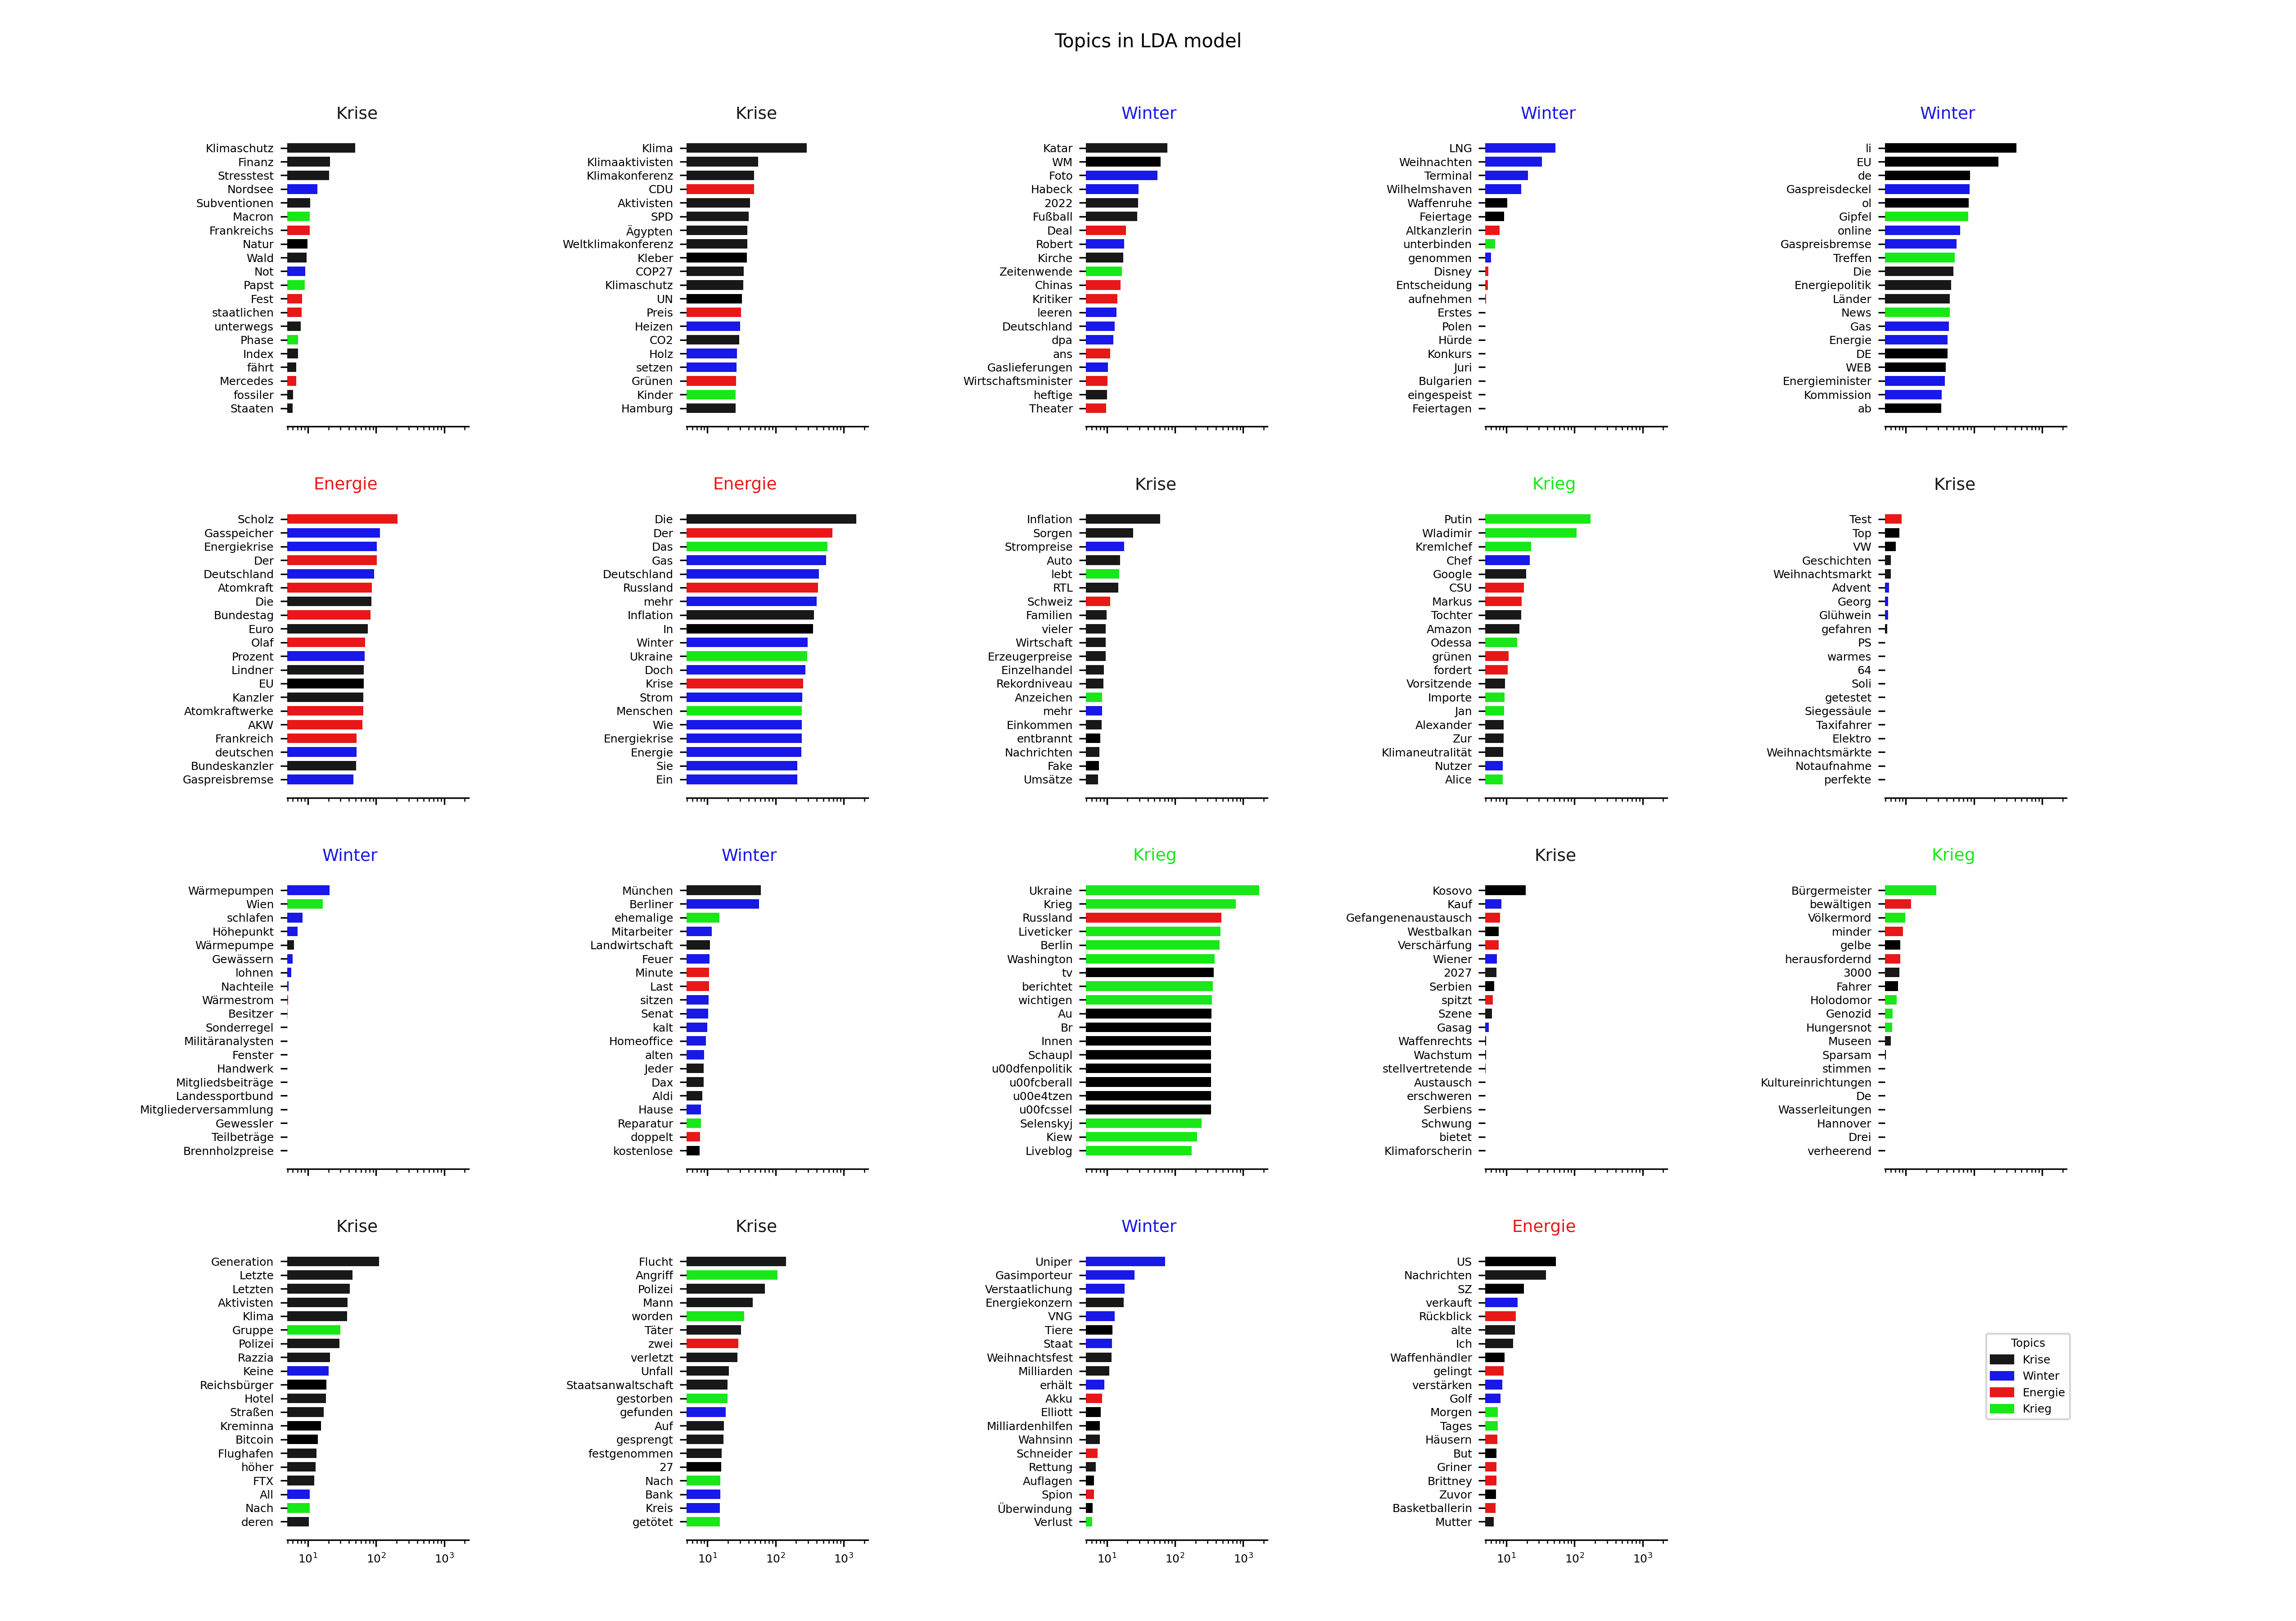 Topics in LDA model
Krise
Klimaschutz
Finanz
Stresstest
Nordsee
Subventionen
Macron
Frankreichs
Natur
Wald
Not
Papst
Fest
staatlichen
unterwegs
Phase
Index
fährt
Mercedes
fossiler
Staaten
Krise
Klima
Klimaaktivisten
Klimakonferenz
CDU
Aktivisten
SPD
Ägypten
Weltklimakonferenz
Kleber
COP27
Klimaschutz
UN
Preis
Heizen
CO2
Holz
setzen
Grünen
Kinder
Hamburg
Winter
Katar
WM
Foto
Habeck
2022
Fußball
Deal
Robert
Kirche
Zeitenwende
Chinas
Kritiker
leeren
Deutschland
dpa
ans
Gaslieferungen
Wirtschaftsminister
heftige
Theater
Winter
LNG
Weihnachten
Terminal
Wilhelmshaven
Waffenruhe
Feiertage
Altkanzlerin
unterbinden
genommen
Disney
Entscheidung
aufnehmen
Erstes
Polen
Hürde
Konkurs
Juri
Bulgarien
eingespeist
Feiertagen
Winter
li
EU
de
Gaspreisdeckel
ol
Gipfel
online
Gaspreisbremse
Treffen
Die
Energiepolitik
Länder
News
Gas
Energie
DE
WEB
Energieminister
Kommission
ab
Energie
Scholz
Gasspeicher
Energiekrise
Der
Deutschland
Atomkraft
Die
Bundestag
Euro
Olaf
Prozent
Lindner
EU
Kanzler
Atomkraftwerke
AKW
Frankreich
deutschen
Bundeskanzler
Gaspreisbremse
Energie
Die
Der
Das
Gas
Deutschland
Russland
mehr
Inflation
In
Winter
Ukraine
Doch
Krise
Strom
Menschen
Wie
Energiekrise
Energie
Sie
Ein
Krise
Inflation
Sorgen
Strompreise
Auto
lebt
RTL
Schweiz
Familien
vieler
Wirtschaft
Erzeugerpreise
Einzelhandel
Rekordniveau
Anzeichen
mehr
Einkommen
entbrannt
Nachrichten
Fake
Umsätze
Krieg
Putin
Wladimir
Kremlchef
Chef
Google
CSU
Markus
Tochter
Amazon
Odessa
grünen
fordert
Vorsitzende
Importe
Jan
Alexander
Zur
Klimaneutralität
Nutzer
Alice
Krise
Test
Top
VW
Geschichten
Weihnachtsmarkt
Advent
Georg
Glühwein
gefahren
PS
warmes
64
Soli
getestet
Siegessäule
Taxifahrer
Elektro
Weihnachtsmärkte
Notaufnahme
perfekte
Winter
Wärmepumpen
Wien
schlafen
Höhepunkt
Wärmepumpe
Gewässern
lohnen
Nachteile
Wärmestrom
Besitzer
Sonderregel
Militäranalysten
Fenster
Handwerk
Mitgliedsbeiträge
Landessportbund
Mitgliederversammlung
Gewessler
Teilbeträge
Brennholzpreise
Winter
München
Berliner
ehemalige
Mitarbeiter
Landwirtschaft
Feuer
Minute
Last
sitzen
Senat
kalt
Homeoffice
alten
Jeder
Dax
Aldi
Hause
Reparatur
doppelt
kostenlose
Krieg
Ukraine
Krieg
Russland
Liveticker
Berlin
Washington
tv
berichtet
wichtigen
Au
Br
Innen
Schaupl
u00dfenpolitik
u00fcberall
u00e4tzen
u00fcssel
Selenskyj
Kiew
Liveblog
Krise
Kosovo
Kauf
Gefangenenaustausch
Westbalkan
Verschärfung
Wiener
2027
Serbien
spitzt
Szene
Gasag
Waffenrechts
Wachstum
stellvertretende
Austausch
erschweren
Serbiens
Schwung
bietet
Klimaforscherin
Krieg
Bürgermeister
bewältigen
Völkermord
minder
gelbe
herausfordernd
3000
Fahrer
Holodomor
Genozid
Hungersnot
Museen
Sparsam
stimmen
Kultureinrichtungen
De
Wasserleitungen
Hannover
Drei
verheerend
Krise
Generation
Letzte
Letzten
Aktivisten
Klima
Gruppe
Polizei
Razzia
Keine
Reichsbürger
Hotel
Straßen
Kreminna
Bitcoin
Flughafen
höher
FTX
All
Nach
deren
10¹ 10² 10³
Krise
Flucht
Angriff
Polizei
Mann
worden
Täter
zwei
verletzt
Unfall
Staatsanwaltschaft
gestorben
gefunden
Auf
gesprengt
festgenommen
27
Nach
Bank
Kreis
getötet
10¹ 10² 10³
Winter
Uniper
Gasimporteur
Verstaatlichung
Energiekonzern
VNG
Tiere
Staat
Weihnachtsfest
Milliarden
erhält
Akku
Elliott
Milliardenhilfen
Wahnsinn
Schneider
Rettung
Auflagen
Spion
Überwindung
Verlust
10¹ 10² 10³
Energie
US
Nachrichten
SZ
verkauft
Rückblick
alte
Ich
Waffenhändler
gelingt
verstärken
Golf
Morgen
Tages
Häusern
But
Griner
Brittney
Zuvor
Basketballerin
Mutter
10¹ 10² 10³
Topics
Krise
Winter
Energie
Krieg